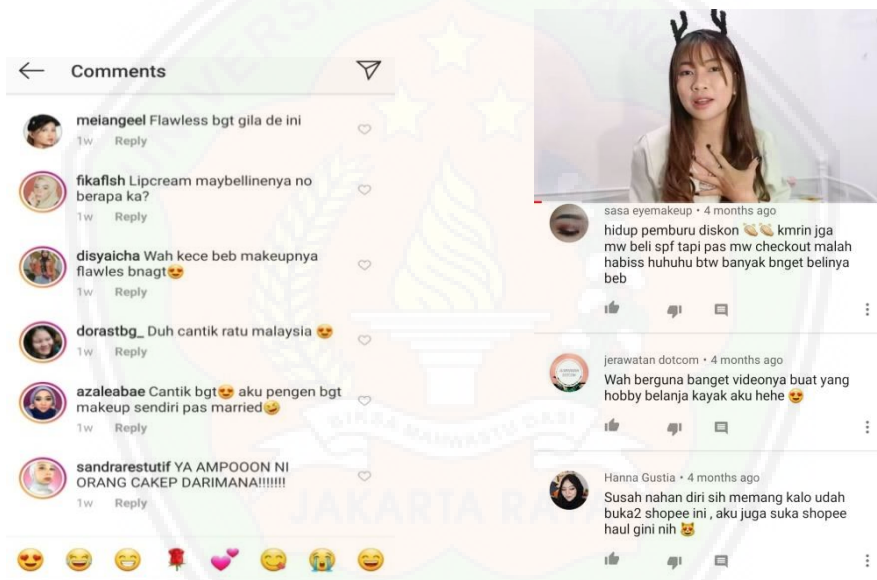 Comments
meiangeel Flawless bgt gila de ini
1w Reply
fikaflsh Lipcream maybellinenya no
berapa ka?
1w Reply
disyaicha Wah kece beb makeupnya
flawles bnagt😍
1w Reply
dorastbg_ Duh cantik ratu malaysia 😍
1w Reply
azaleabae Cantik bgt😍 aku pengen bgt
makeup sendiri pas married🤪
1w Reply
sandrarestutif YA AMPOOON NI
ORANG CAKEP DARIMANA!!!!!!!
1w Reply
sasa eyemakeup • 4 months ago
hidup pemburu diskon 👏👏 kmrin jga
mw beli spf tapi pas mw checkout malah
habiss huhuhu btw banyak bnget belinya
beb
jerawatan dotcom • 4 months ago
Wah berguna banget videonya buat yang
hobby belanja kayak aku hehe 😍
Hanna Gustia • 4 months ago
Susah nahan diri sih memang kalo udah
buka2 shopee ini , aku juga suka shopee
haul gini nih 😻
BHAKTI
JAKARTA RAYA